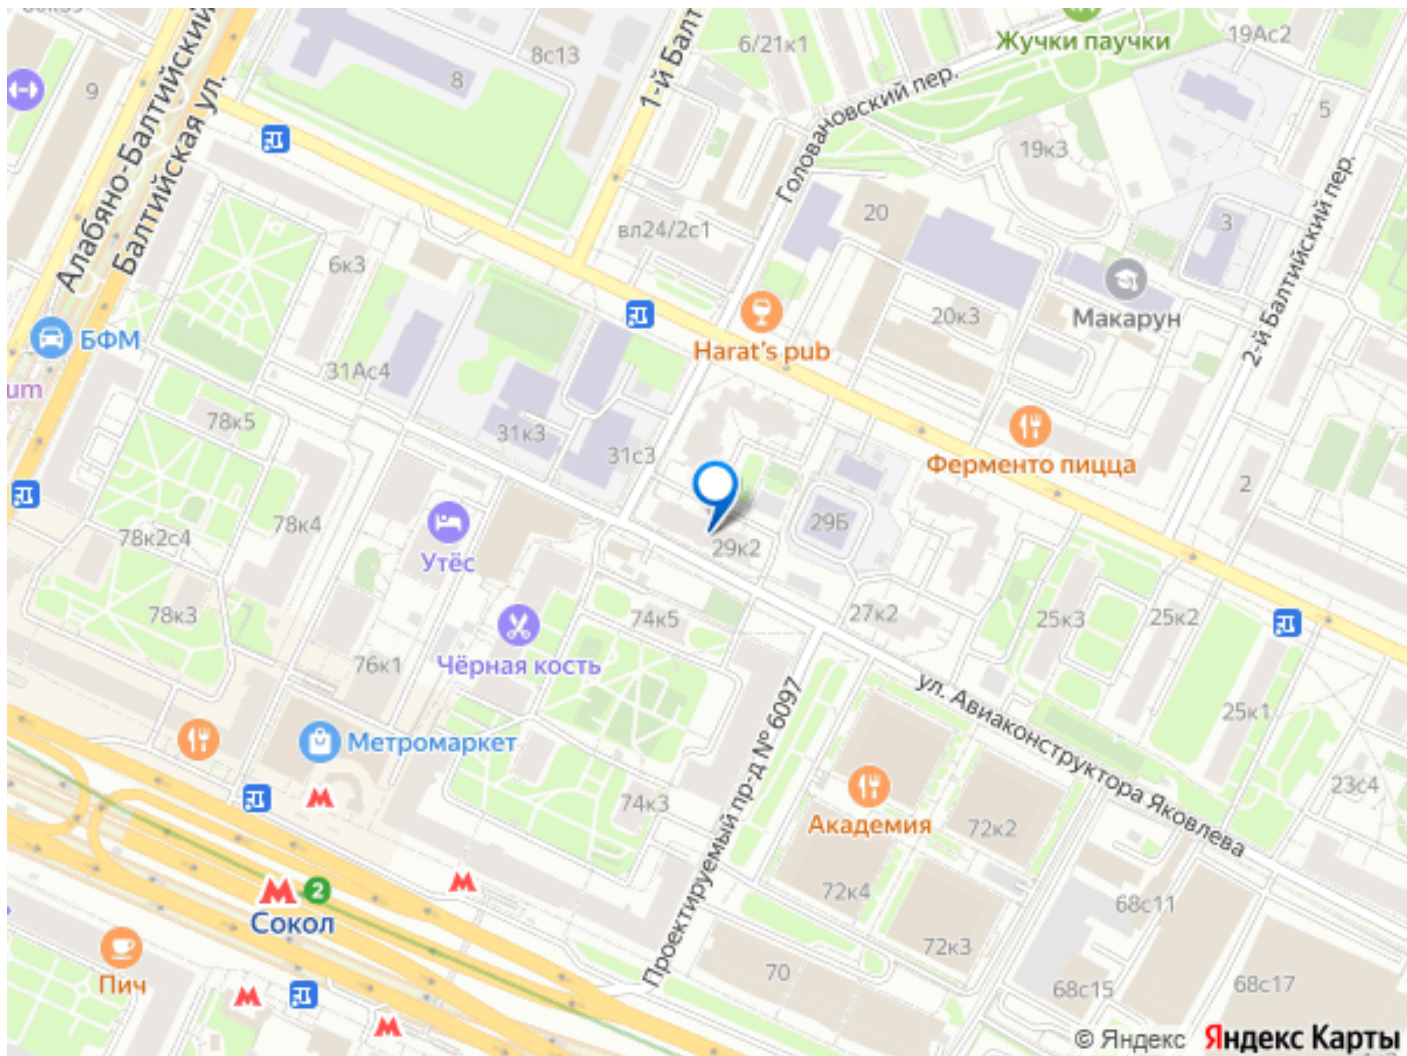 8с13
1-й Балт
6/21к1
Жучки паучки
19Ас2
9
8
Алабяно-Балтийский
Балтийская ул.
Головановский пер.
5
19к3
2-й Балтийский пер.
вл24/2с1
20
3
6к3
Макарун
20к3
БФМ
Harat's pub
um
31Ас4
78к5
31к3
31с3
Ферменто пицца
2
78к4
78к2с4
Утёс
29Б
29к2
78к3
74к5
27к2
25к3
25к2
76к1
Чёрная кость
ул. Авиаконструктора Яковлева
Проектируемый пр-д № 6097
25к1
Метромаркет
23с4
74к3
Академия
72к2
72к4
2
Сокол
68с11
72к3
Пич
70
68с15
68с17
© Яндекс Яндекс Карты